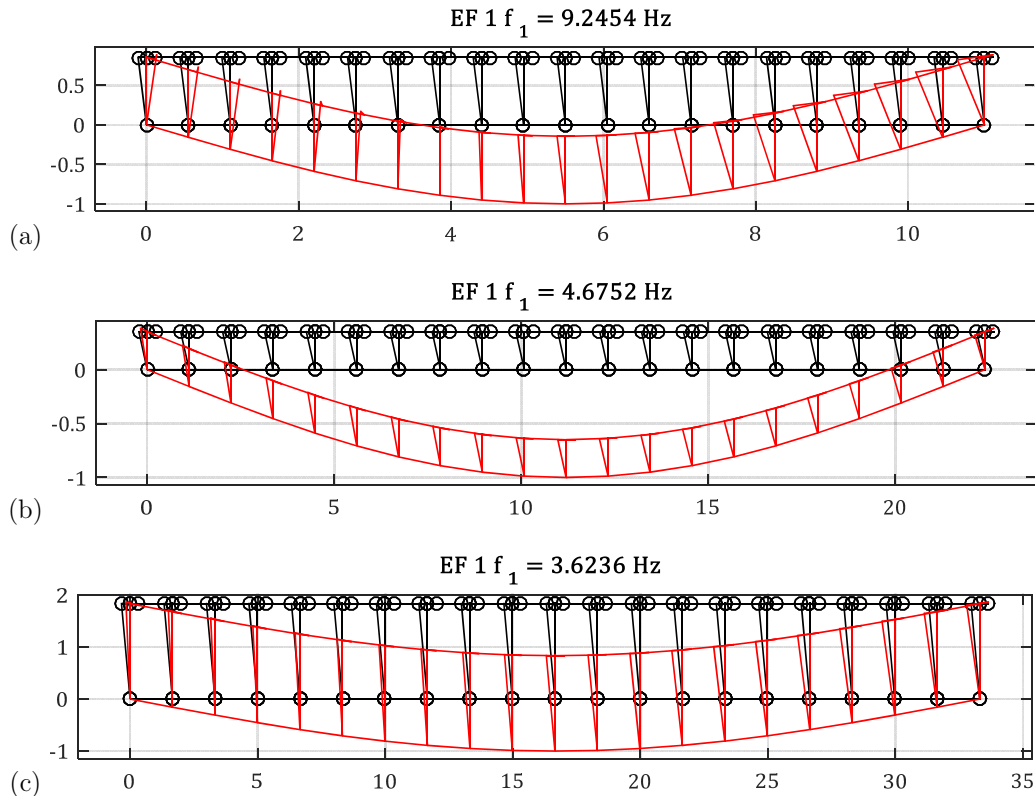 EF 1 f 1 = 9.2454 Hz
0.5
0
-0.5
-1
0 2 4 6 8 10
(a)
EF 1 f 1 = 4.6752 Hz
0
-0.5
-1
0 5 10 15 20
(b)
EF 1 f 1 = 3.6236 Hz
2
1
0
-1
0 5 10 15 20 25 30 35
(c)